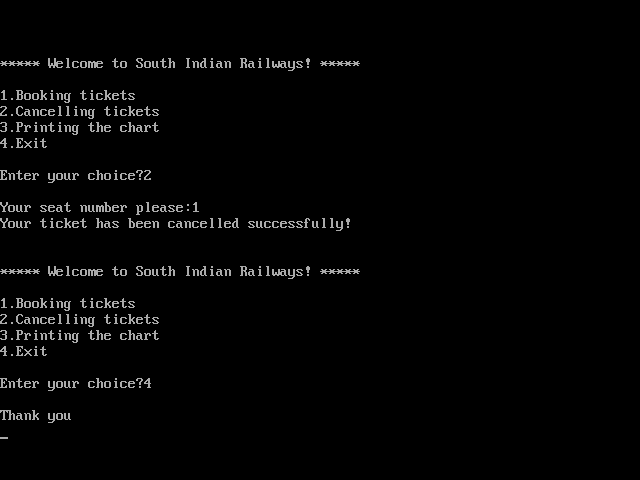 ***** Welcome to South Indian Railways! *****
1.Booking tickets
2.Cancelling tickets
3.Printing the chart
4.Exit
Enter your choice?2
Your seat number please:1
Your ticket has been cancelled successfully!
***** Welcome to South Indian Railways! *****
1.Booking tickets
2.Cancelling tickets
3.Printing the chart
4.Exit
Enter your choice?4
Thank you
_